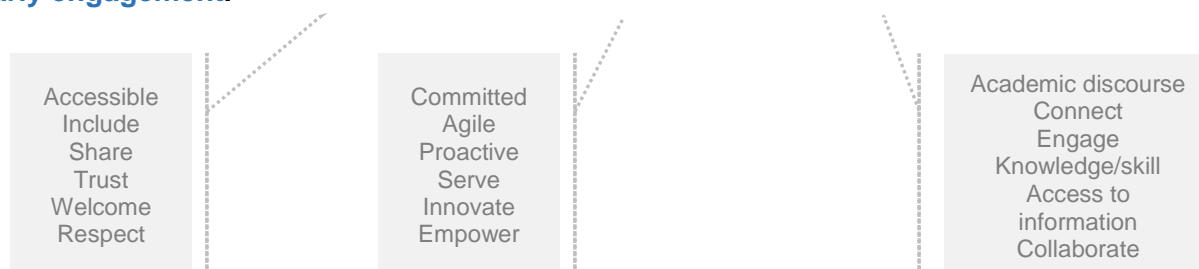 engagement.
Accessible
Include
Share
Trust
Welcome
Respect
Committed
Agile
Proactive
Serve
Innovate
Empower
Academic discourse
Connect
Engage
Knowledge/skill
Access to
information
Collaborate